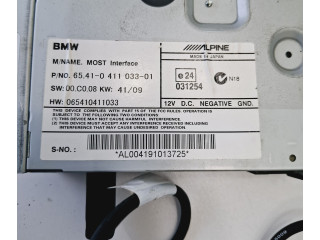 BMW
ALPINE
M/NAME. MOST Interface
MADE IN JAPAN
P/NO. 65.41-0 411 033-01
e24
N18
SW: 00.C0.08 KW: 41/09
031254
HW: 065410411033
12V D.C. NEGATIVE GND.
THIS DEVICE COMPLIES WITH PART 15 OF THE FCC RULES.OPERATION
IS SUBJECT TO THE FOLLOWING TWO CONDITIONS:
(1) THIS DEVICE MAY NOT CAUSE HARMFUL INTERFERENCE.
(2) THIS DEVICE MUST ACCEPT ANY INTERFERENCE RECEIVED,
INCLUDING INTERFERENCE THAT MAY CAUSE UNDESIRED
OPERATION.
S-NO.:
*AL004191013725*